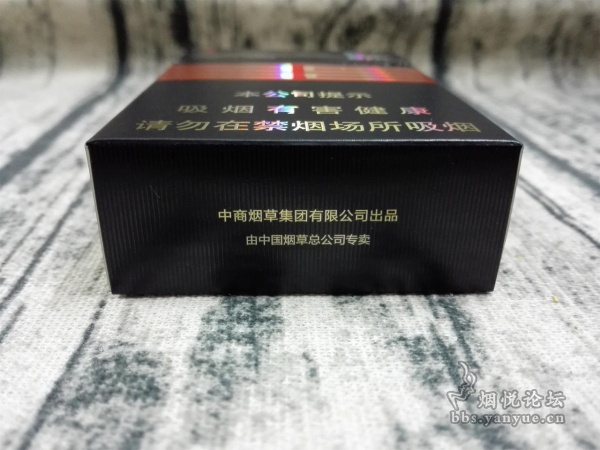 本公司提示
吸烟有害健康
请勿在禁烟场所吸烟
中商烟草集团有限公司出品
由中国烟草总公司专卖
烟悦论坛
bbs.yanyue.cn